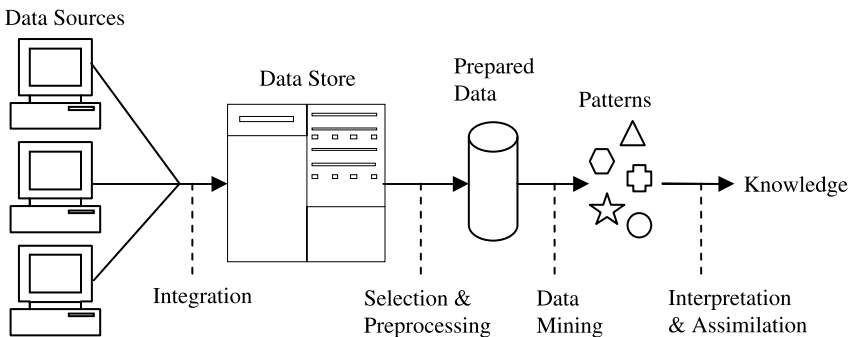 Data Sources
Data Store
Prepared
Data
Patterns
Knowledge
Integration
Selection &
Preprocessing
Data
Mining
Interpretation
& Assimilation